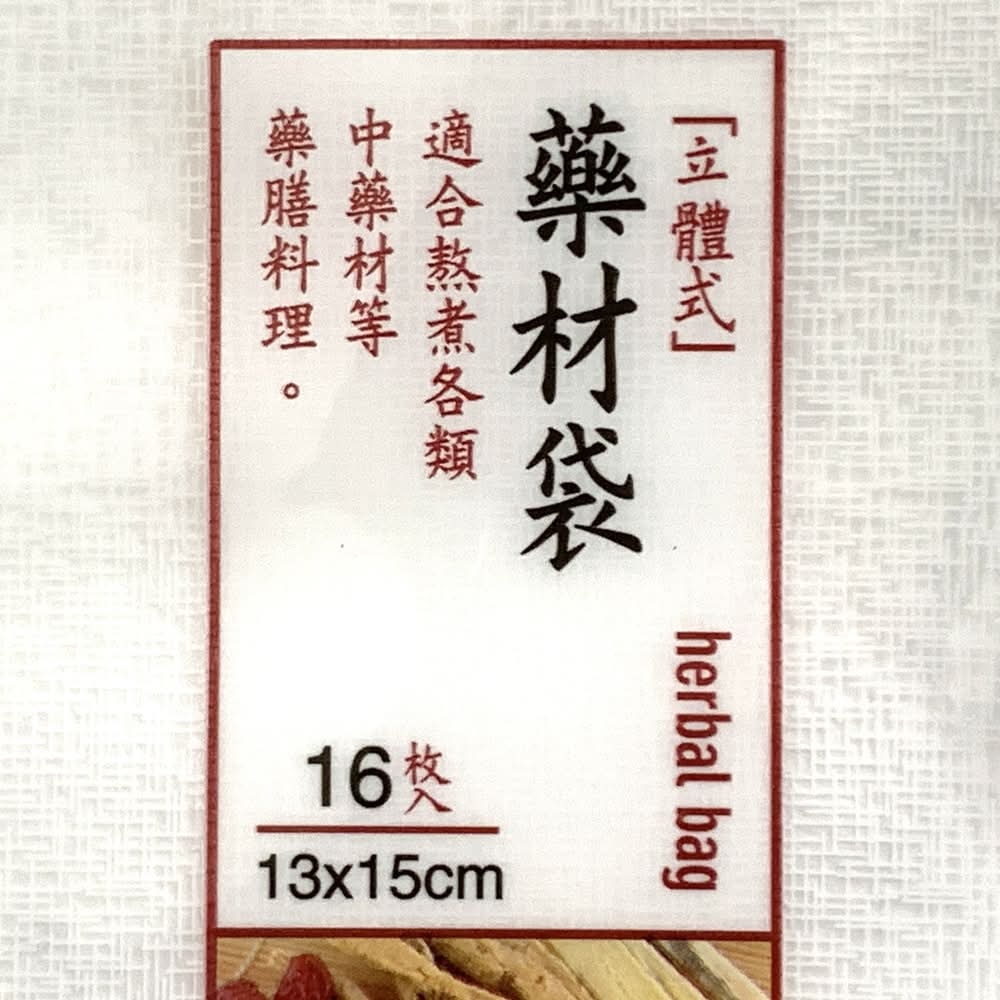 「立體式」
藥材袋
適合熬煮各類
中藥材等
藥膳料理。
herbal bag
16枚入
13x15cm